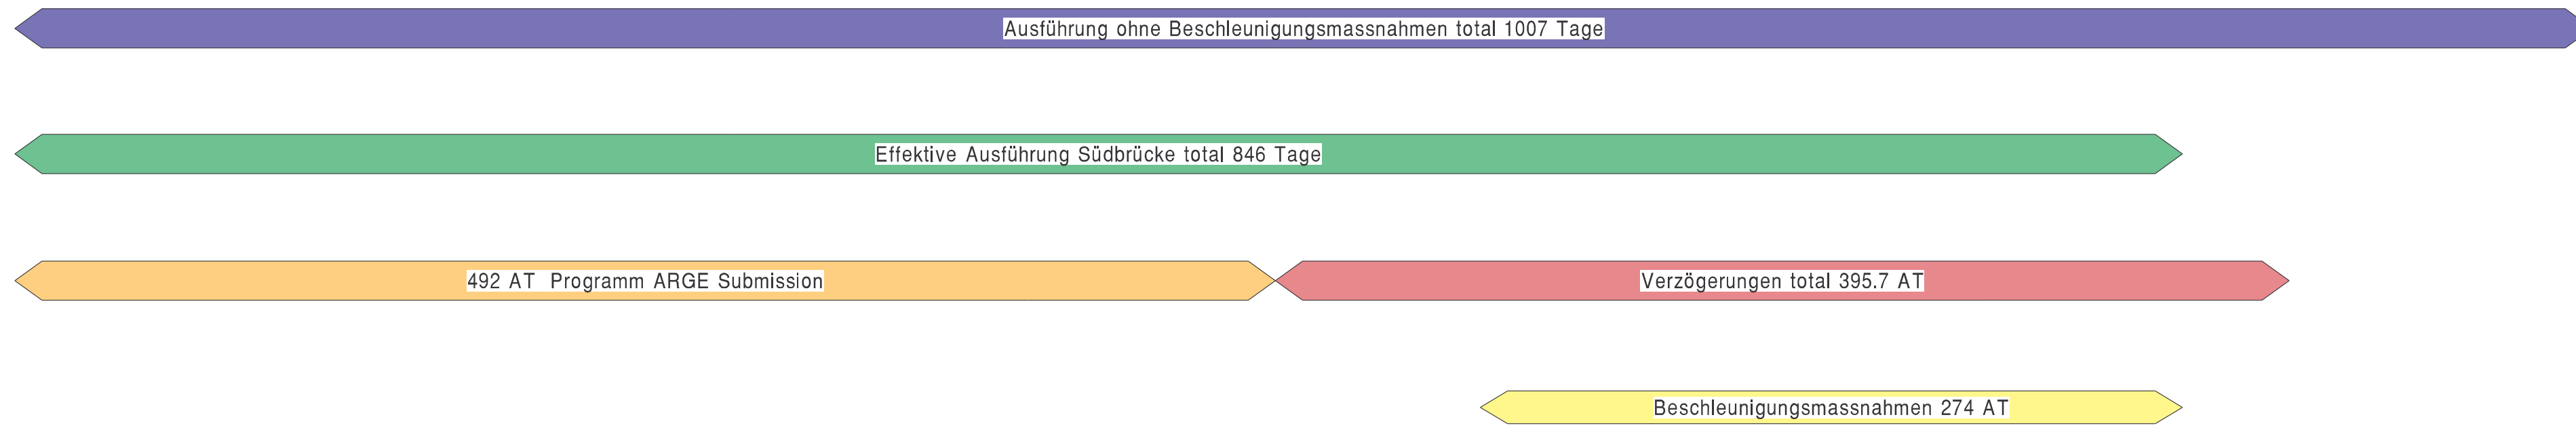 Ausführung ohne Beschleunigungsmassnahmen total 1007 Tage
Effektive Ausführung Südbrücke total 846 Tage
492 AT  Programm ARGE Submission
Verzögerungen total 395.7 AT
Beschleunigungsmassnahmen 274 AT